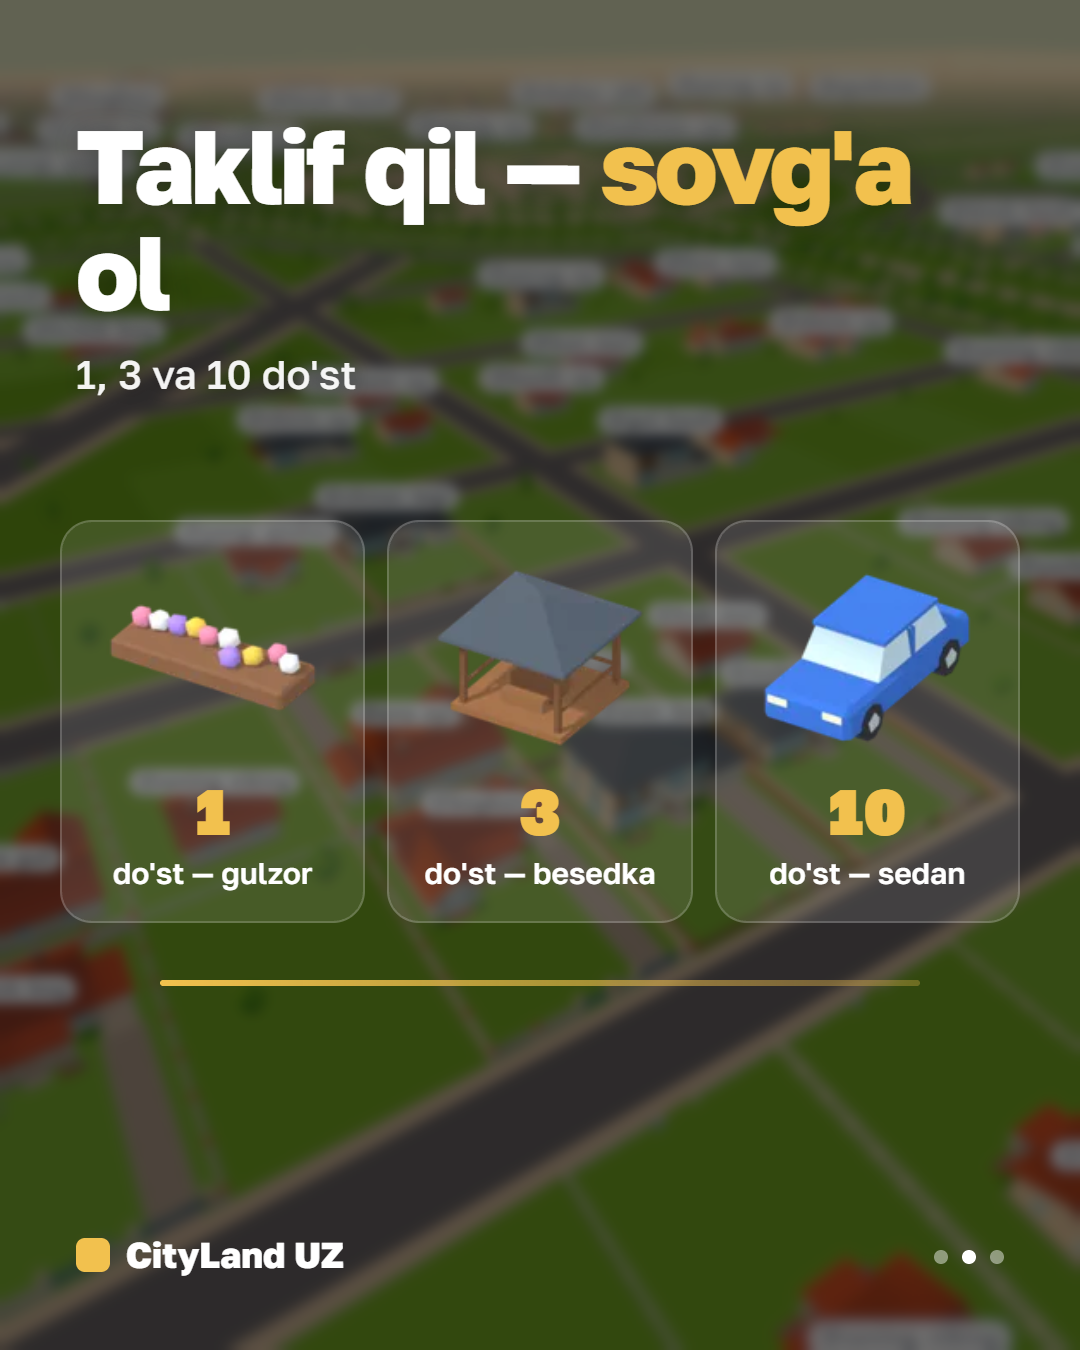 Taklif qil — sovg'a
ol
1, 3 va 10 do'st
1
do'st — gulzor
3
do'st — besedka
10
do'st — sedan
CityLand UZ